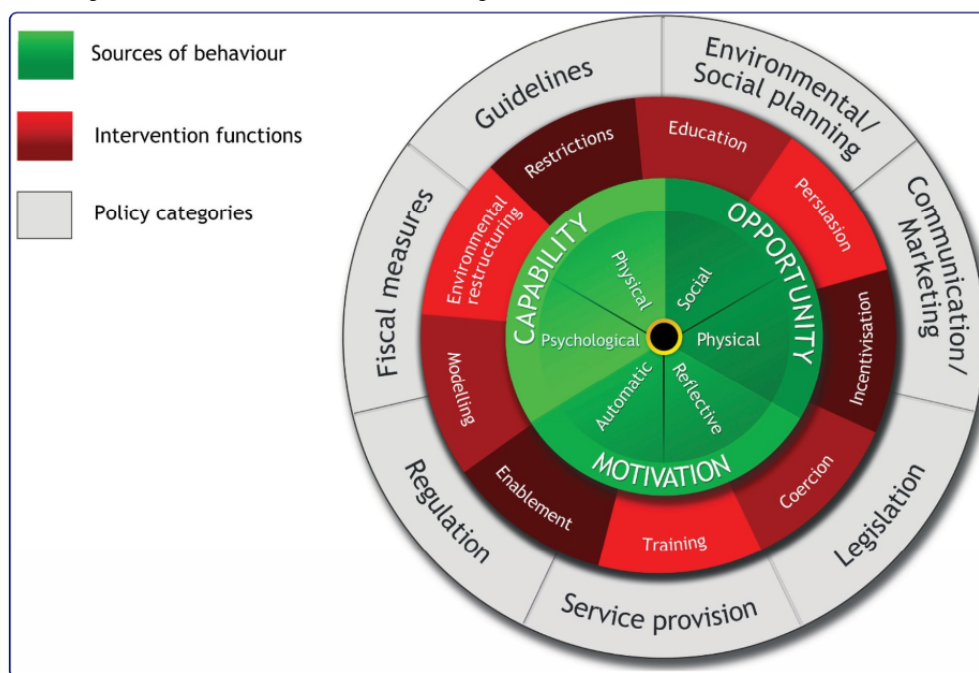 Sources of behaviour
Intervention functions
Policy categories
Guidelines
Environmental/
Social planning
Communication/
Marketing
Legislation
Service provision
Regulation
Fiscal measures
Restrictions
Education
Persuasion
Incentivisation
Coercion
Training
Enablement
Modelling
Environmental
restructuring
CAPABILITY
OPPORTUNITY
MOTIVATION
Physical
Social
Physical
Reflective
Automatic
Psychological